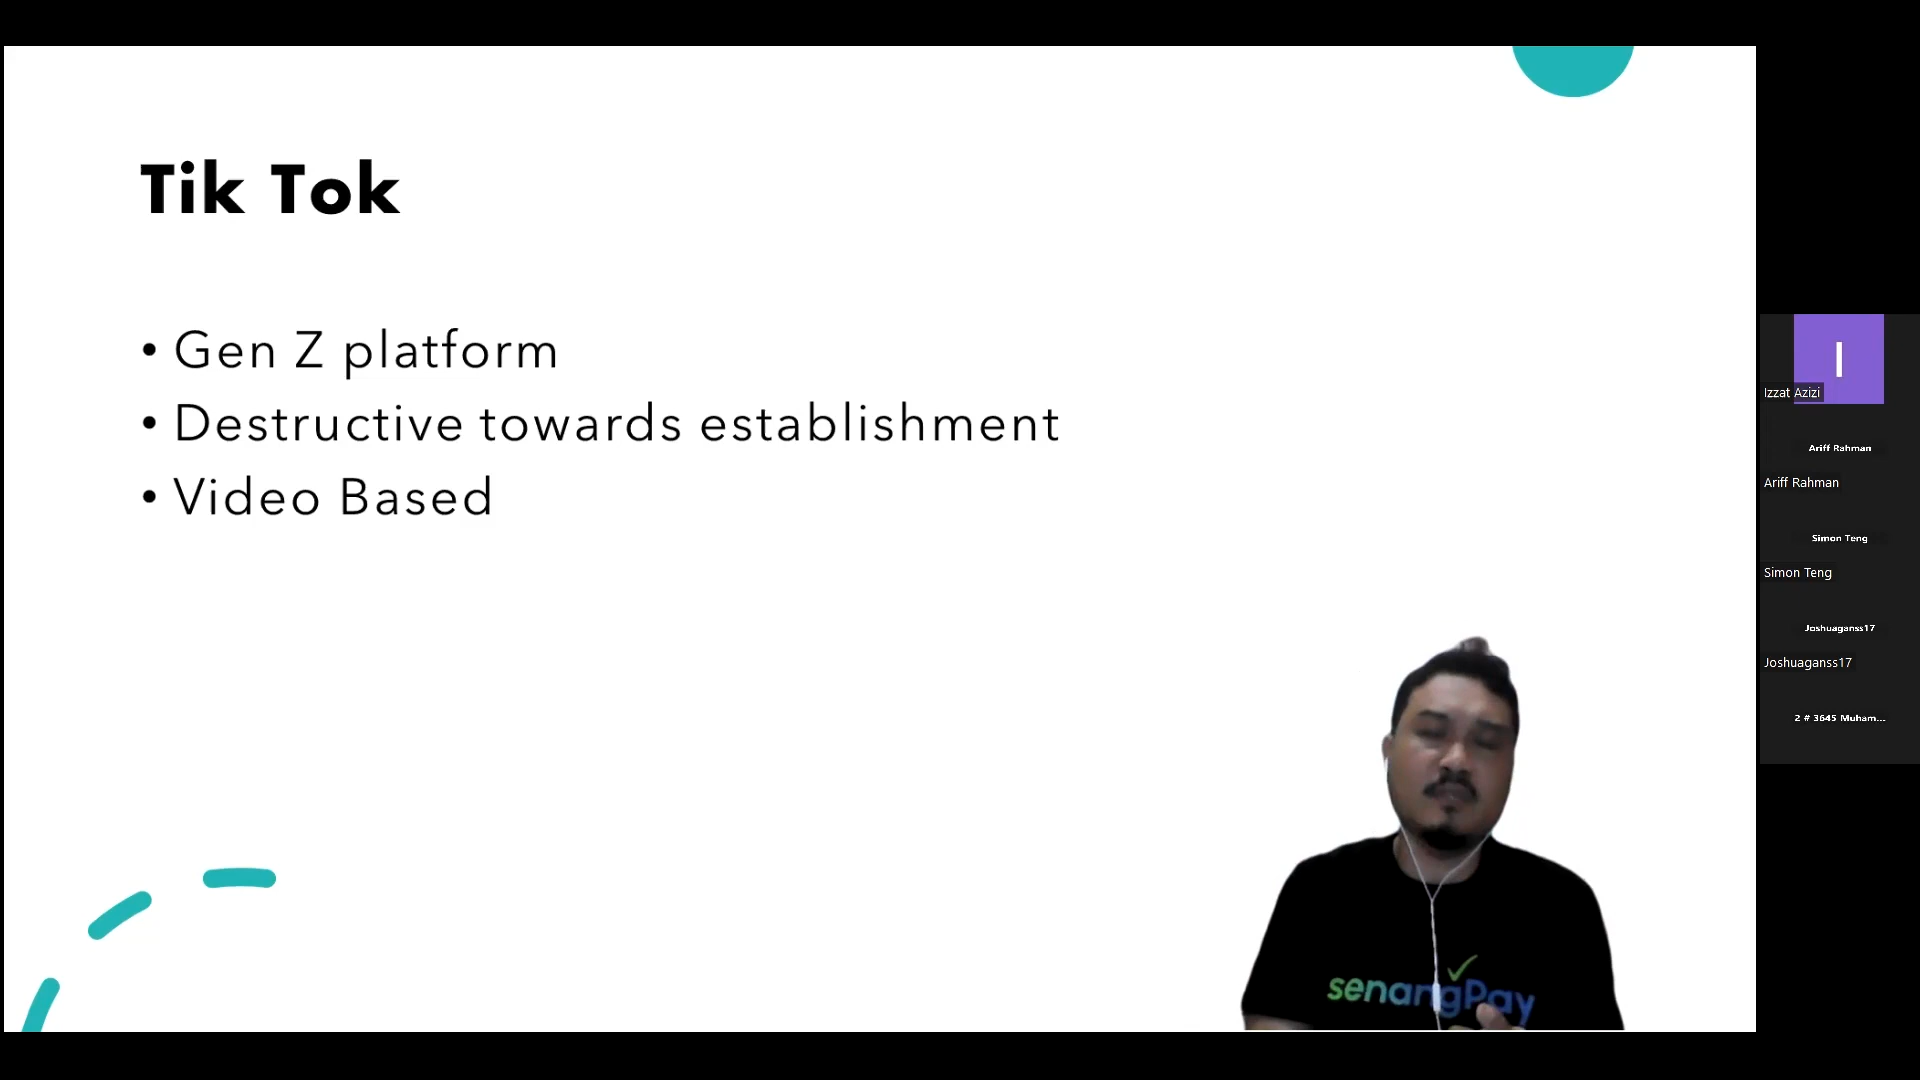 Tik Tok
• Gen Z platform
• Destructive towards establishment
• Video Based
senangPay
I
Izzat Azizi
Ariff Rahman
Ariff Rahman
Simon Teng
Simon Teng
Joshuaganss17
Joshuaganss17
2 # 3645 Muham...